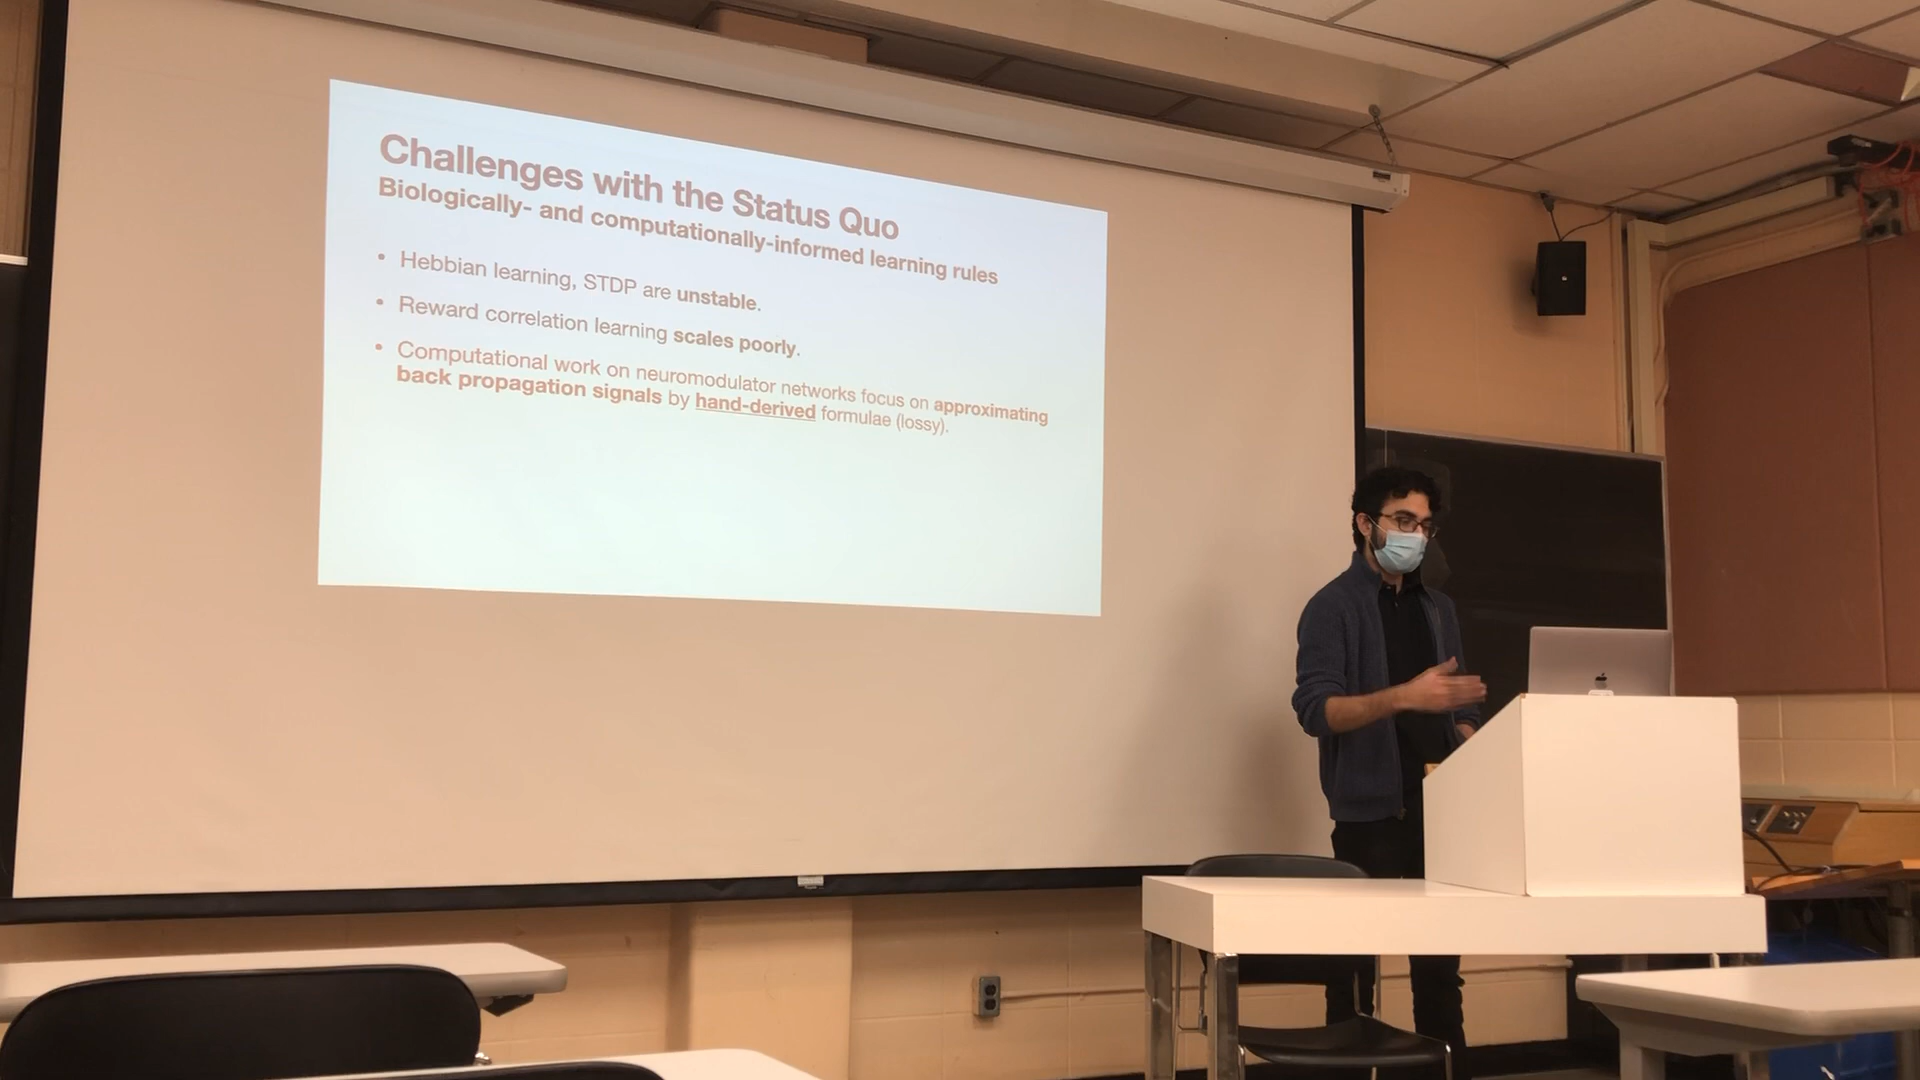 Challenges with the Status Quo
Biologically- and computationally-informed learning rules
• Hebbian learning, STDP are unstable.
• Reward correlation learning scales poorly.
• Computational work on neuromodulator networks focus on approximating
back propagation signals by hand-derived formulae (lossy).